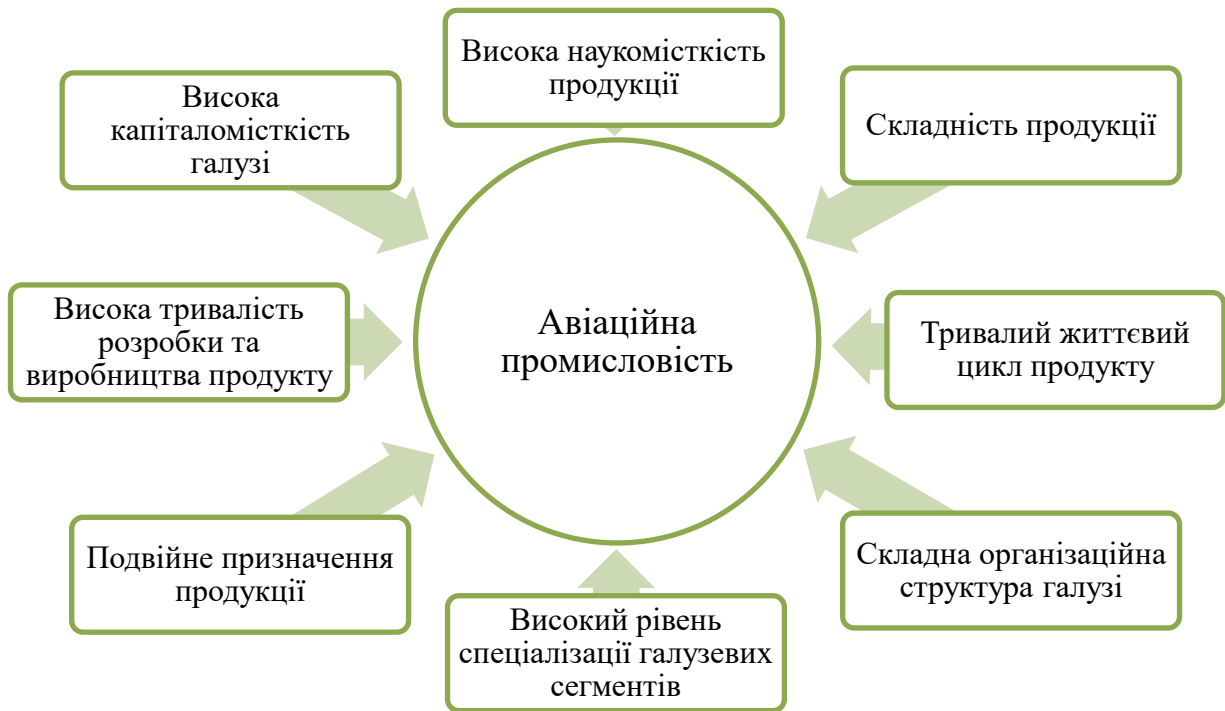 Висока наукомісткість
продукції
Висока
капіталомісткість
галузі
Складність продукції
Висока тривалість
розробки та
виробництва продукту
Авіаційна
промисловість
Тривалий життєвий
цикл продукту
Подвійне призначення
продукції
Складна організаційна
структура галузі
Високий рівень
спеціалізації галузевих
сегментів